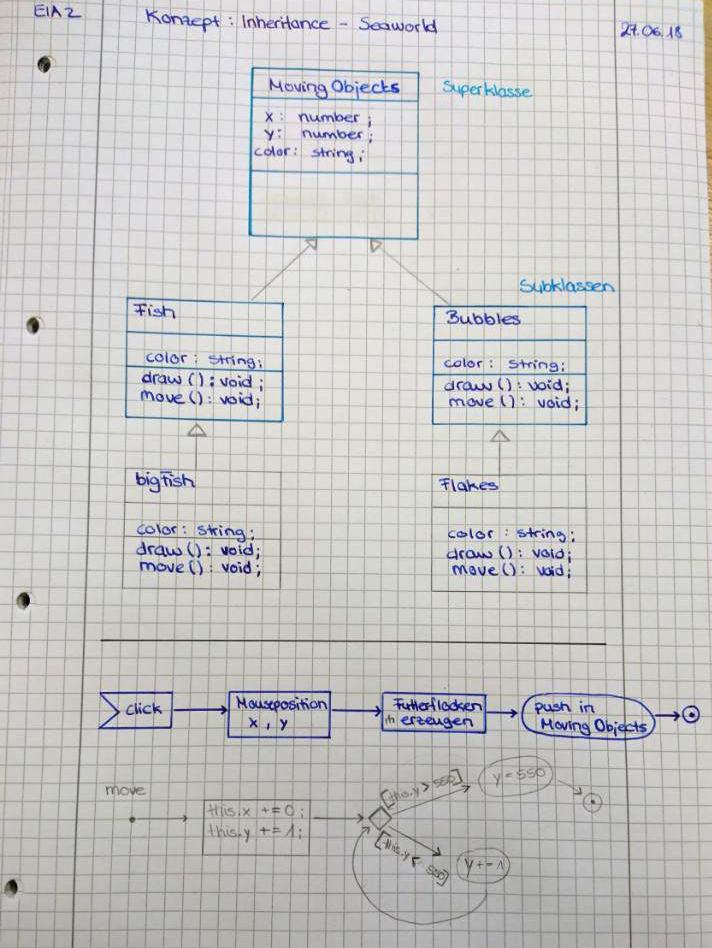 EIA2
Konzept : Inheritance - Seaworld
27.06.18
Moving Objects
Superklasse
x : number ;
y : number ;
color : string ;
Subklassen
Fish
color : string;
draw () : void ;
move () : void;
Bubbles
color : string;
draw () : void;
move () : void;
bigfish
color : string;
draw () : void;
move () : void;
Flakes
color : string;
draw () : void;
move () : void;
click
Mouseposition
x , y
Futterflocken
erzeugen
push in
Moving Objects
move
this.x += 0;
this.y += 1;
[this.y > 550]
y = 550
[this.y < 550]
y += 1